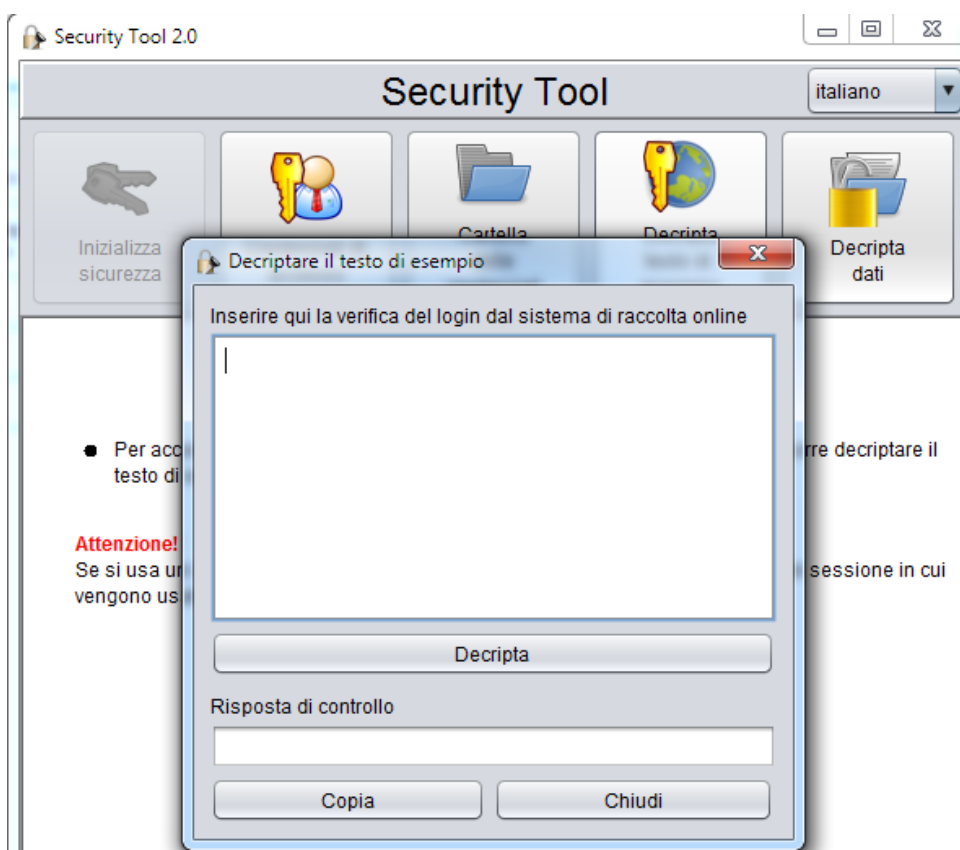 Security Tool 2.0
Security Tool
italiano
Inizializza
sicurezza
Cartella
Decripta
Decripta
dati
Decriptare il testo di esempio
Inserire qui la verifica del login dal sistema di raccolta online
Per acc rre decriptare il
testo di
Attenzione!
Se si usa un sessione in cui
vengono us
Decripta
Risposta di controllo
Copia
Chiudi